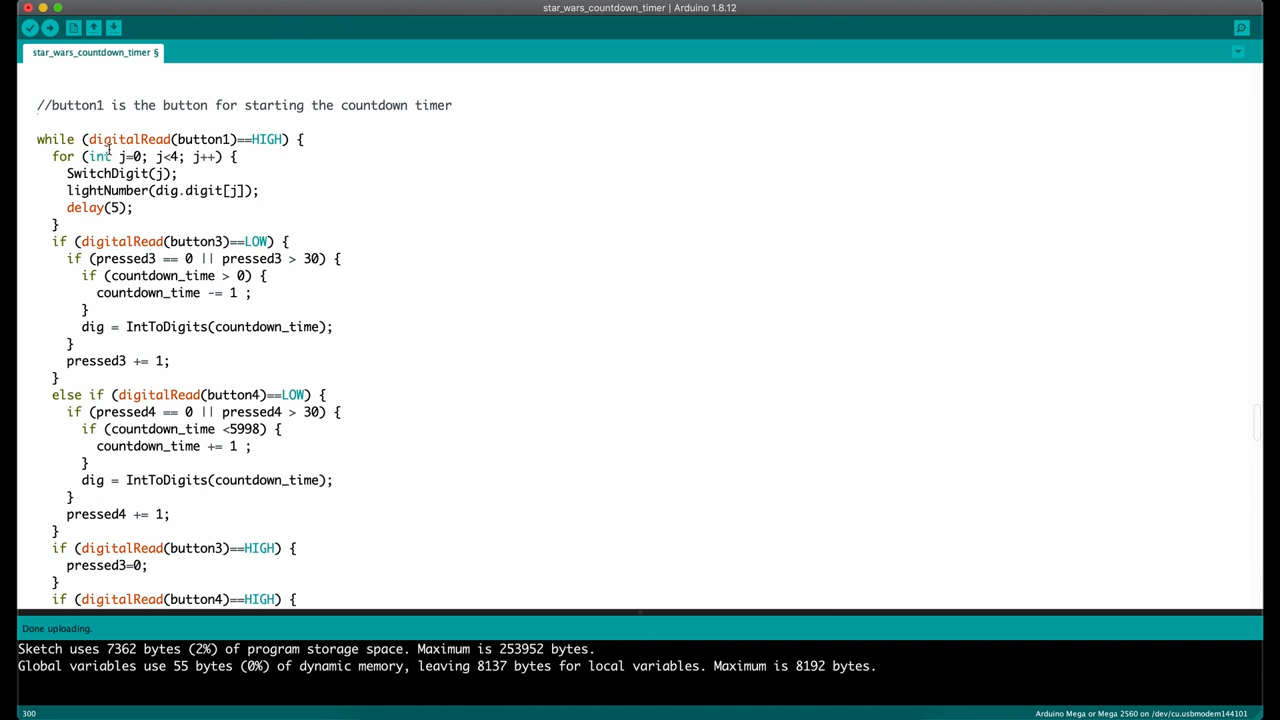 star_wars_countdown_timer | Arduino 1.8.12
star_wars_countdown_timer §
//button1 is the button for starting the countdown timer
while (digitalRead(button1)==HIGH) {
for (int j=0; j<4; j++) {
SwitchDigit(j);
lightNumber(dig.digit[j]);
delay(5);
}
if (digitalRead(button3)==LOW) {
if (pressed3 == 0 || pressed3 > 30) {
if (countdown_time > 0) {
countdown_time -= 1 ;
}
dig = IntToDigits(countdown_time);
}
pressed3 += 1;
}
else if (digitalRead(button4)==LOW) {
if (pressed4 == 0 || pressed4 > 30) {
if (countdown_time <5998) {
countdown_time += 1 ;
}
dig = IntToDigits(countdown_time);
}
pressed4 += 1;
}
if (digitalRead(button3)==HIGH) {
pressed3=0;
}
if (digitalRead(button4)==HIGH) {
Done uploading.
Sketch uses 7362 bytes (2%) of program storage space. Maximum is 253952 bytes.
Global variables use 55 bytes (0%) of dynamic memory, leaving 8137 bytes for local variables. Maximum is 8192 bytes.
300
Arduino Mega or Mega 2560 on /dev/cu.usbmodem144101